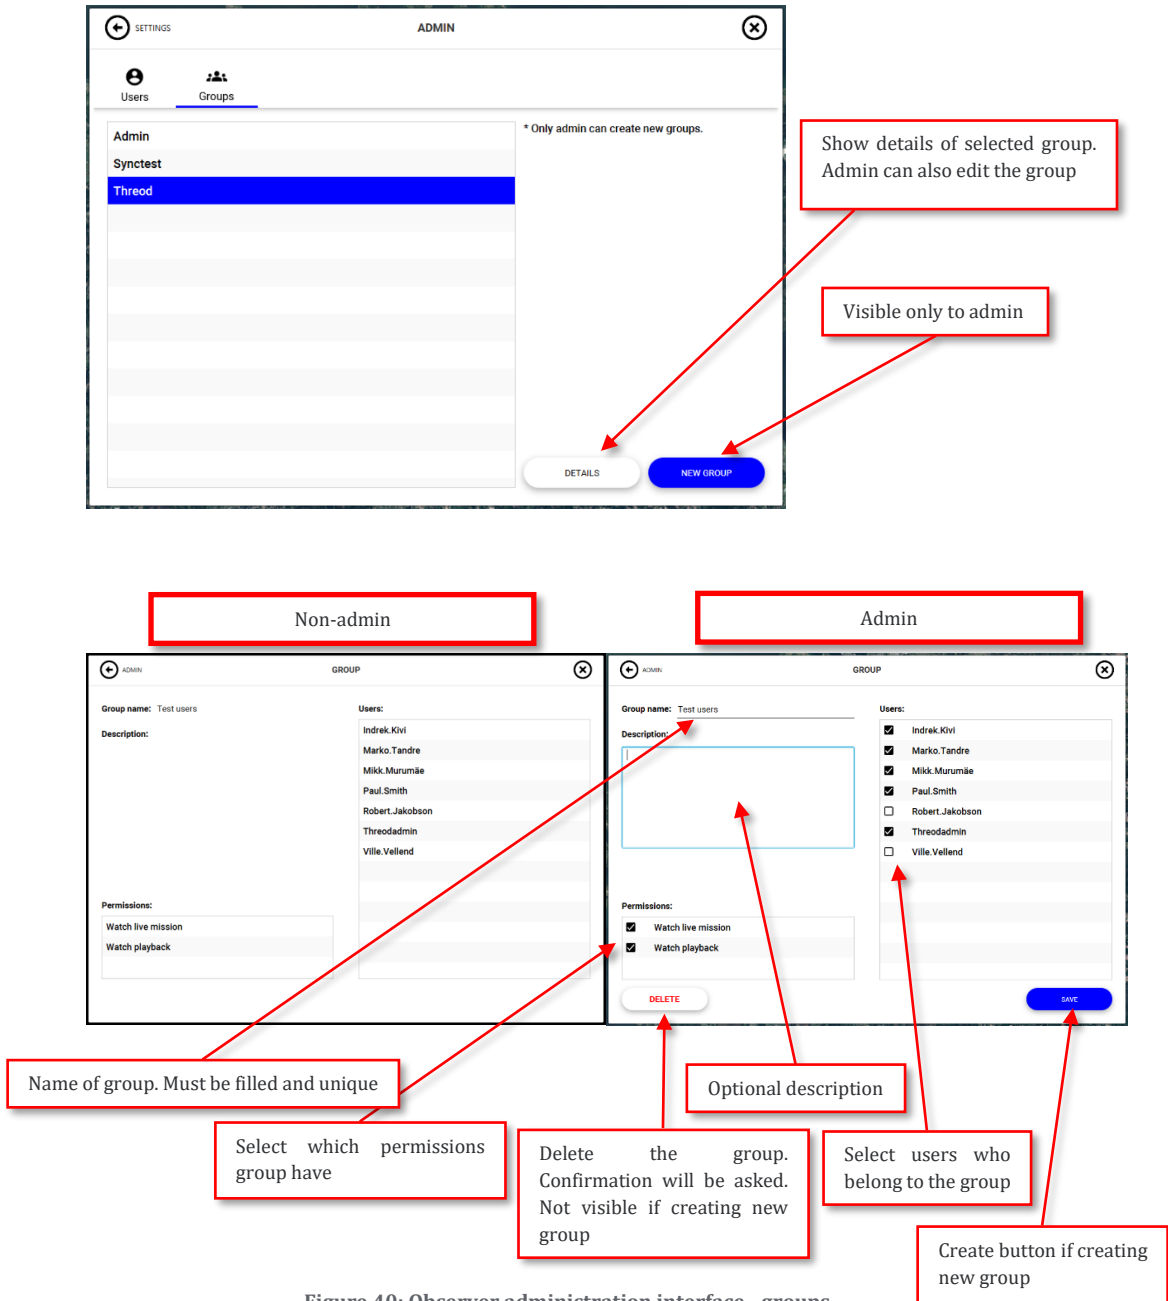 SETTINGS
ADMIN
Users
Groups
Admin
Synctest
Threod
* Only admin can create new groups.
DETAILS
NEW GROUP
Show details of selected group.
Admin can also edit the group
Visible only to admin
Non-admin
Admin
ADMIN
GROUP
Group name: Test users
Description:
Users:
Indrek.Kivi
Marko.Tandre
Mikk.Murumäe
Paul.Smith
Robert.Jakobson
Threodadmin
Ville.Vellend
Permissions:
Watch live mission
Watch playback
ADMIN
GROUP
Group name: Test users
Description:
Users:
Indrek.Kivi
Marko.Tandre
Mikk.Murumäe
Paul.Smith
Robert.Jakobson
Threodadmin
Ville.Vellend
Permissions:
Watch live mission
Watch playback
DELETE
SAVE
Name of group. Must be filled and unique
Optional description
Select which permissions
group have
Delete the group.
Confirmation will be asked.
Not visible if creating new
group
Select users who
belong to the group
Create button if creating
new group
Figure 40: Observer administration interface - groups